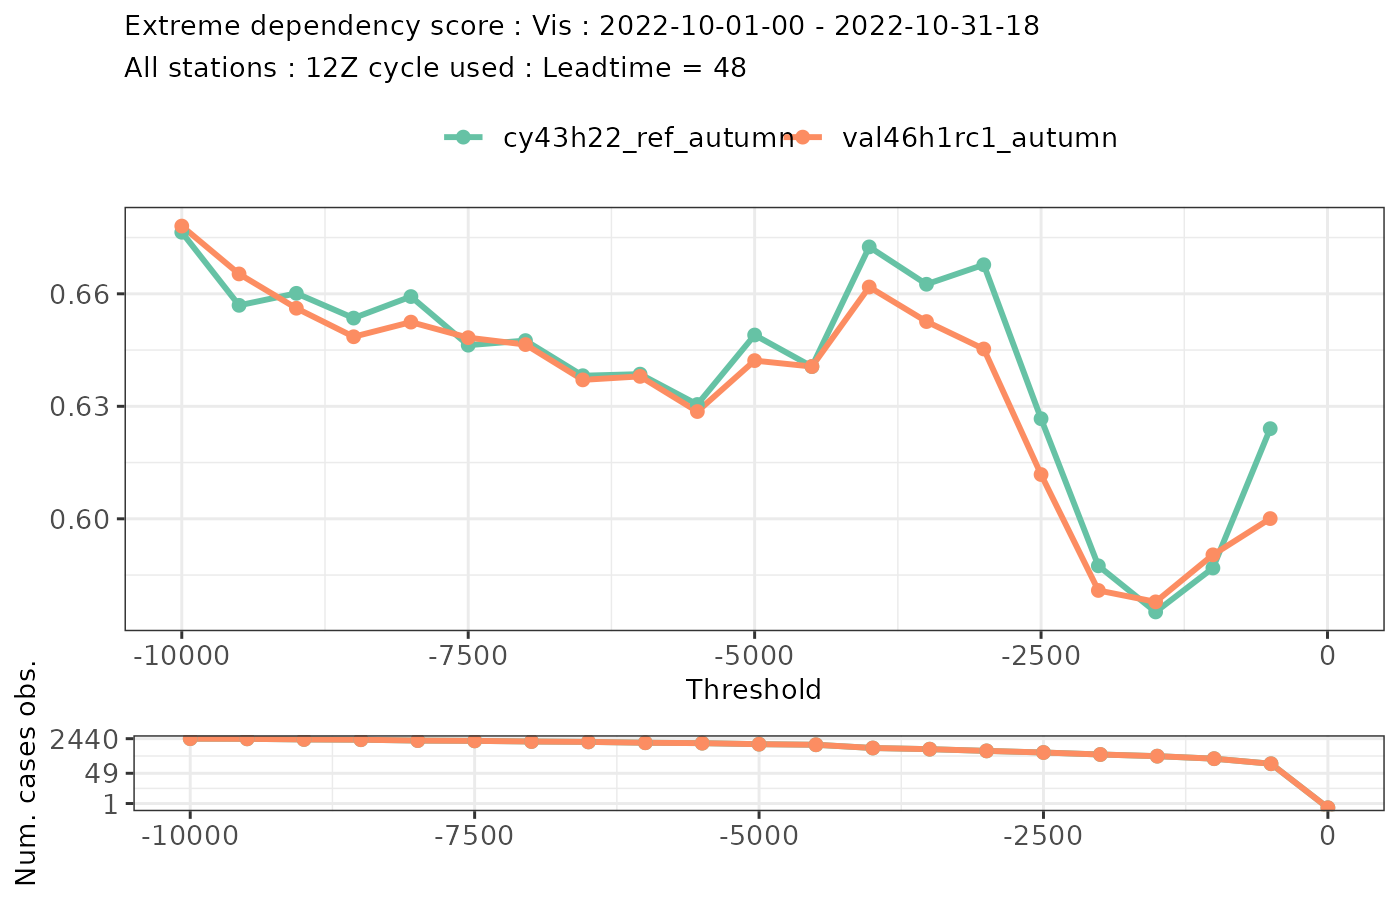 Extreme dependency score : Vis : 2022-10-01-00 - 2022-10-31-18
All stations : 12Z cycle used : Leadtime = 48
cy43h22_ref_autumn val46h1rc1_autumn
0.66
0.63
0.60
-10000 -7500 -5000 -2500 0
Threshold
Num. cases obs.
2440
49
1
-10000 -7500 -5000 -2500 0